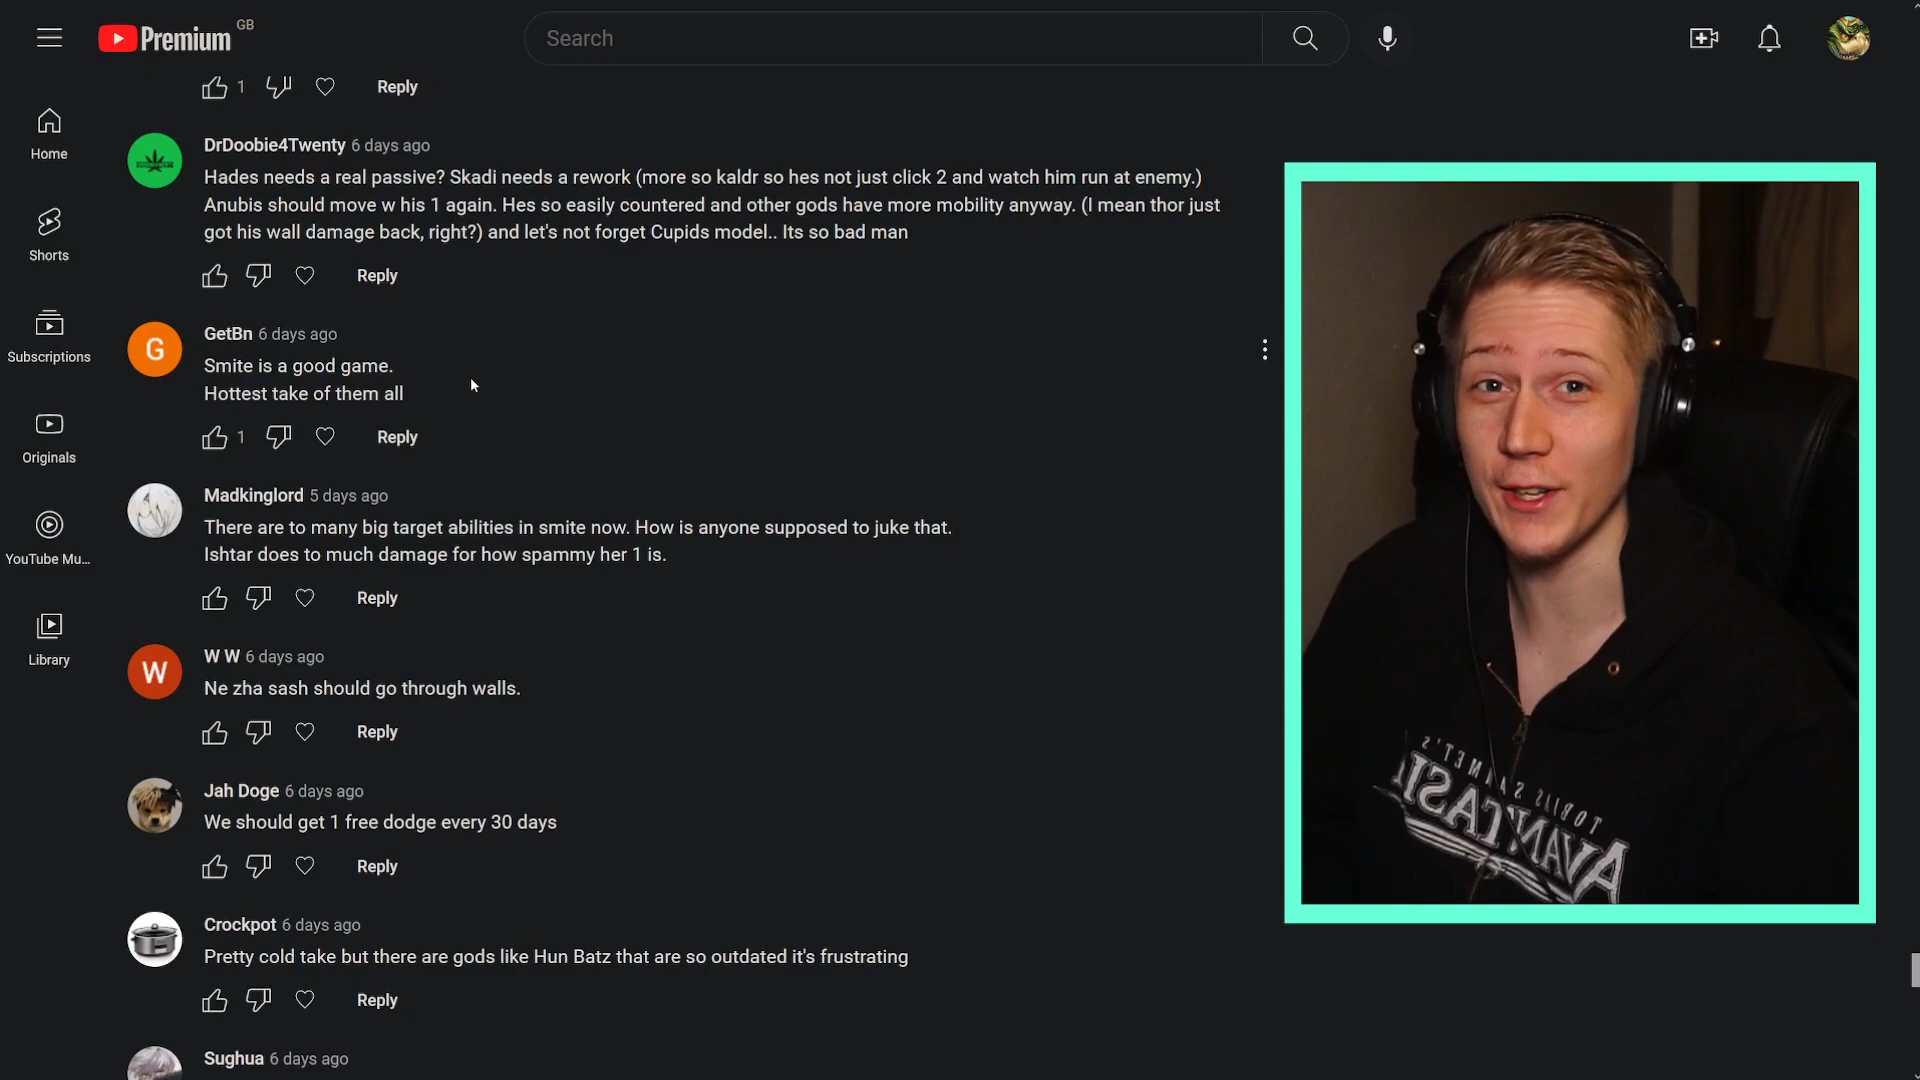 Premium GB
Search
Home
Shorts
Subscriptions
Originals
YouTube Mu...
Library
1 Reply
DrDoobie4Twenty 6 days ago
Hades needs a real passive? Skadi needs a rework (more so kaldr so hes not just click 2 and watch him run at enemy.)
Anubis should move w his 1 again. Hes so easily countered and other gods have more mobility anyway. (I mean thor just
got his wall damage back, right?) and let's not forget Cupids model.. Its so bad man
Reply
G
GetBn 6 days ago
Smite is a good game.
Hottest take of them all
1 Reply
Madkinglord 5 days ago
There are to many big target abilities in smite now. How is anyone supposed to juke that.
Ishtar does to much damage for how spammy her 1 is.
Reply
W
W W 6 days ago
Ne zha sash should go through walls.
Reply
Jah Doge 6 days ago
We should get 1 free dodge every 30 days
Reply
Crockpot 6 days ago
Pretty cold take but there are gods like Hun Batz that are so outdated it's frustrating
Reply
Sughua 6 days ago
TOBIAS SAMMET'S
AVANTASIA